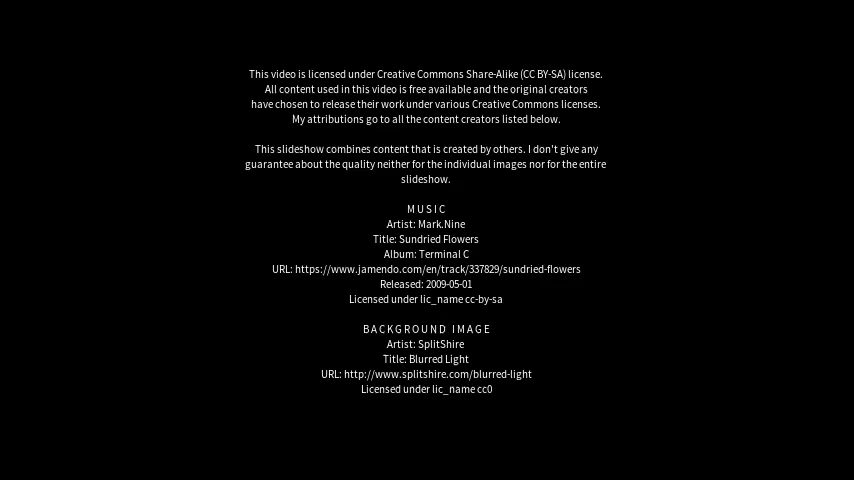 This video is licensed under Creative Commons Share-Alike (CC BY-SA) license.
All content used in this video is free available and the original creators
have chosen to release their work under various Creative Commons licenses.
My attributions go to all the content creators listed below.
This slideshow combines content that is created by others. I don't give any
guarantee about the quality neither for the individual images nor for the entire
slideshow.
MUSIC
Artist: Mark.Nine
Title: Sundried Flowers
Album: Terminal C
URL: https://www.jamendo.com/en/track/337829/sundried-flowers
Released: 2009-05-01
Licensed under lic_name cc-by-sa
BACKGROUND IMAGE
Artist: SplitShire
Title: Blurred Light
URL: http://www.splitshire.com/blurred-light
Licensed under lic_name cc0